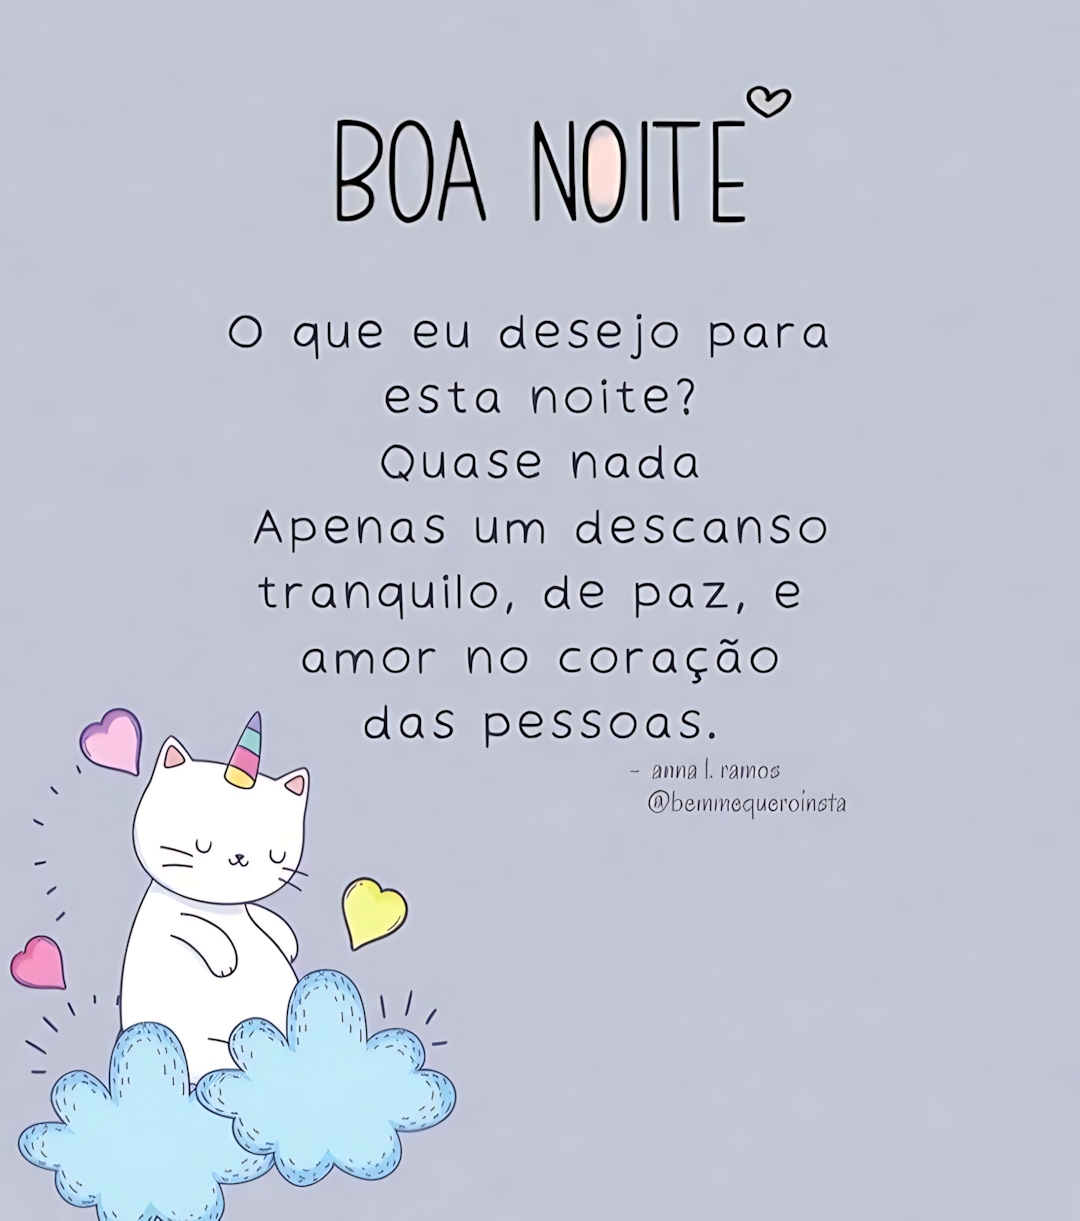 BOA NOITE
O que eu desejo para
esta noite?
Quase nada
Apenas um descanso
tranquilo, de paz, e
amor no coração
das pessoas.
- anna l. ramos
@bemmequeroinsta